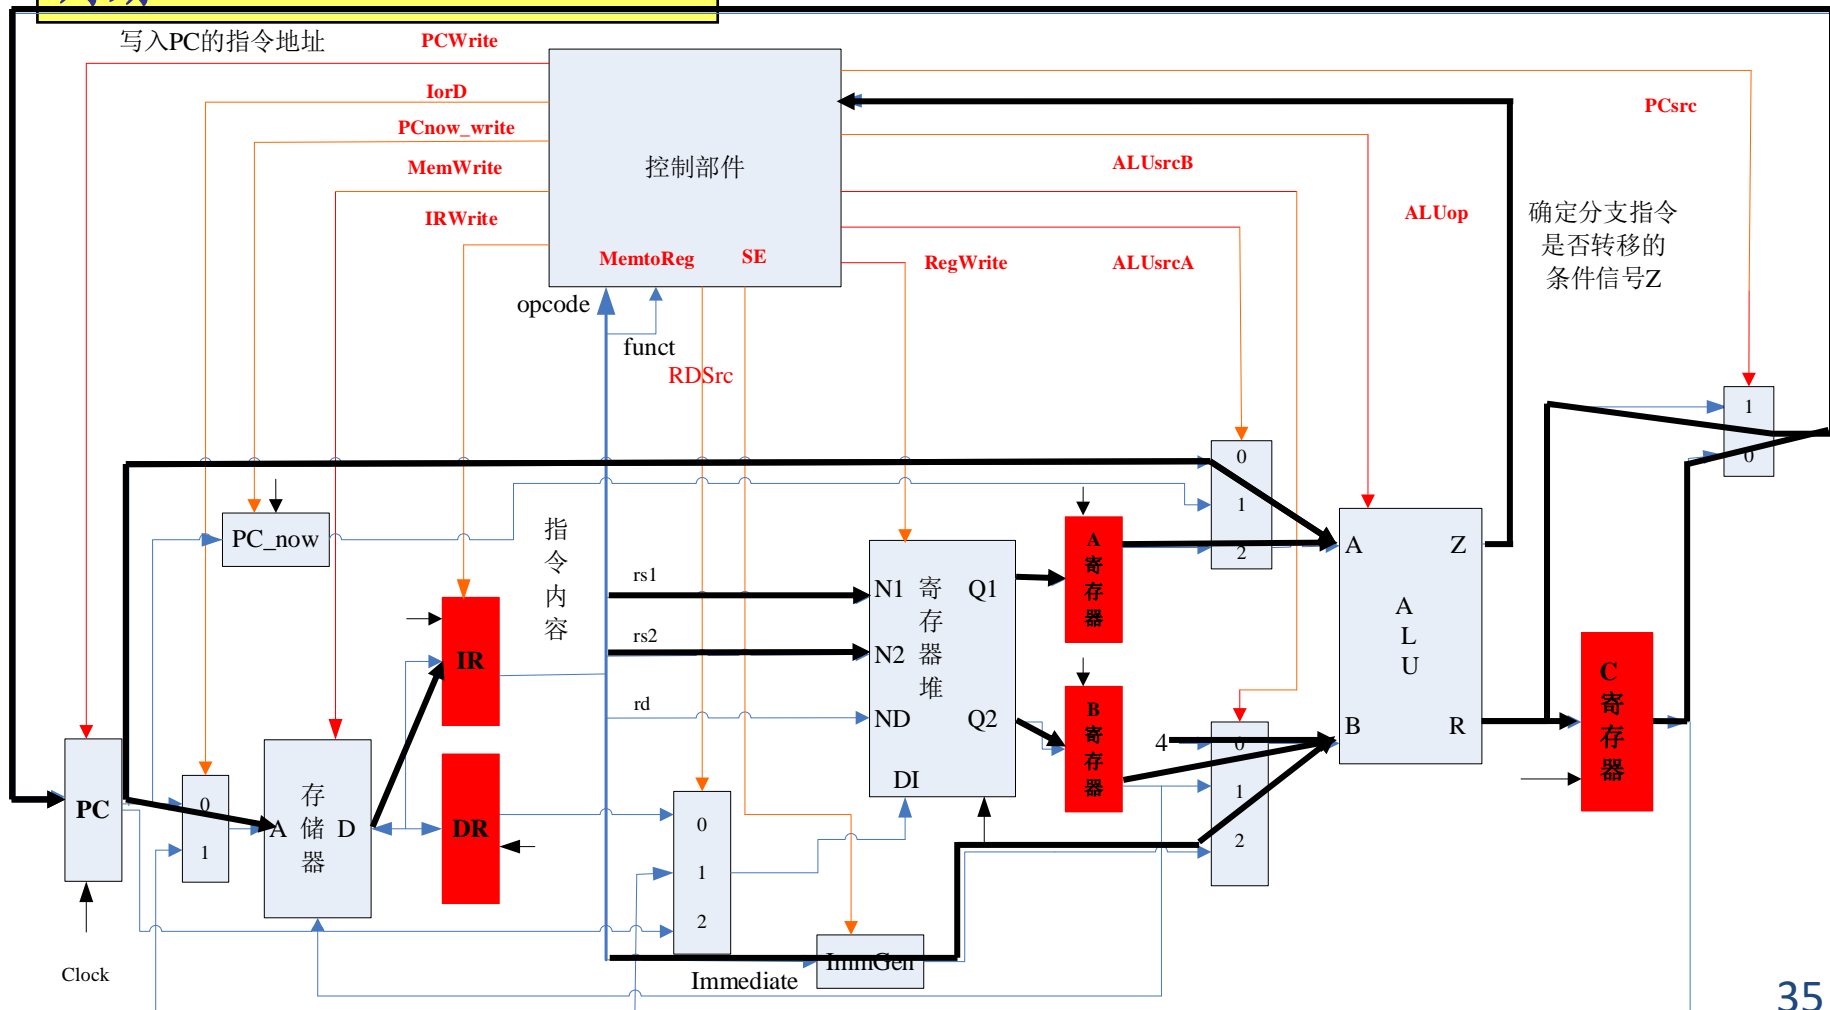 写入PC的指令地址
PCWrite
IorD
PCnow_write
MemWrite
IRWrite
控制部件
MemtoReg
SE
RegWrite
ALUsrcB
ALUsrcA
ALUop
PCsrc
确定分支指令
是否转移的
条件信号Z
opcode
funct
RDSrc
PC_now
指令内容
rs1
rs2
rd
N1
N2
ND
DI
Q1
Q2
寄存器堆
A寄存器
B寄存器
0
1
2
4
0
1
2
A
B
Z
R
ALU
C寄存器
1
0
IR
DR
PC
0
1
A
D
存储器
0
1
2
ImmGen
Immediate
Clock
35